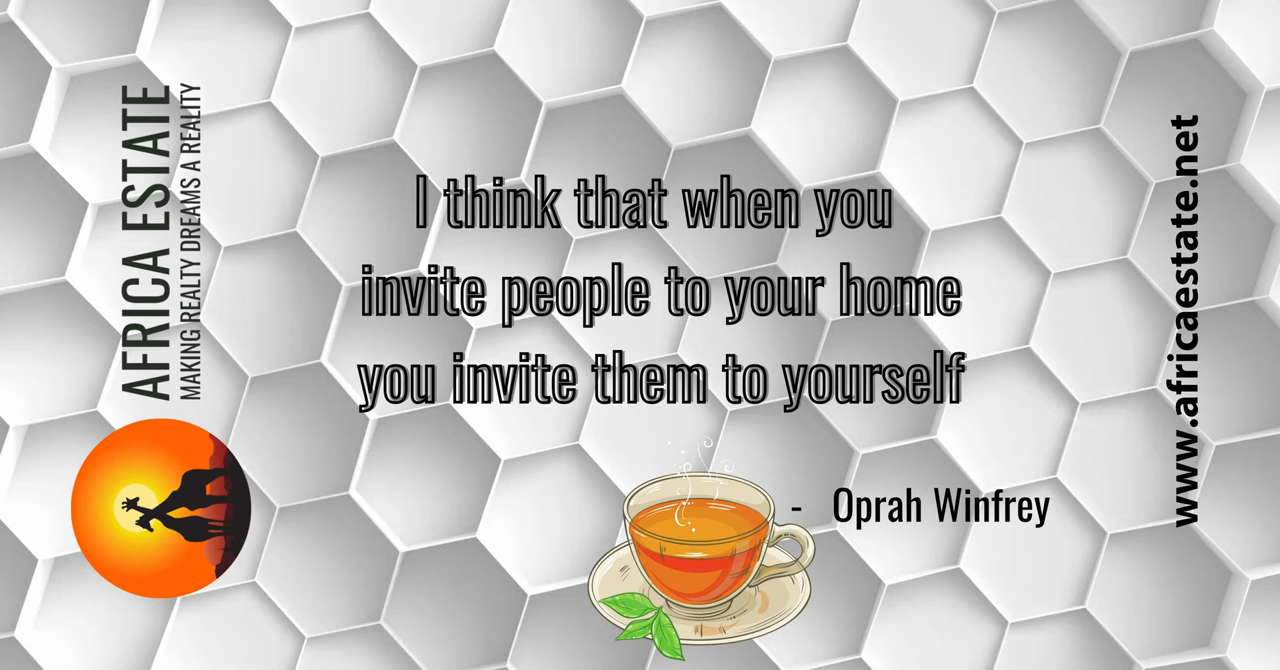 AFRICA ESTATE
MAKING REALTY DREAMS A REALITY
I think that when you
invite people to your home
you invite them to yourself
- Oprah Winfrey
www.africaestate.net